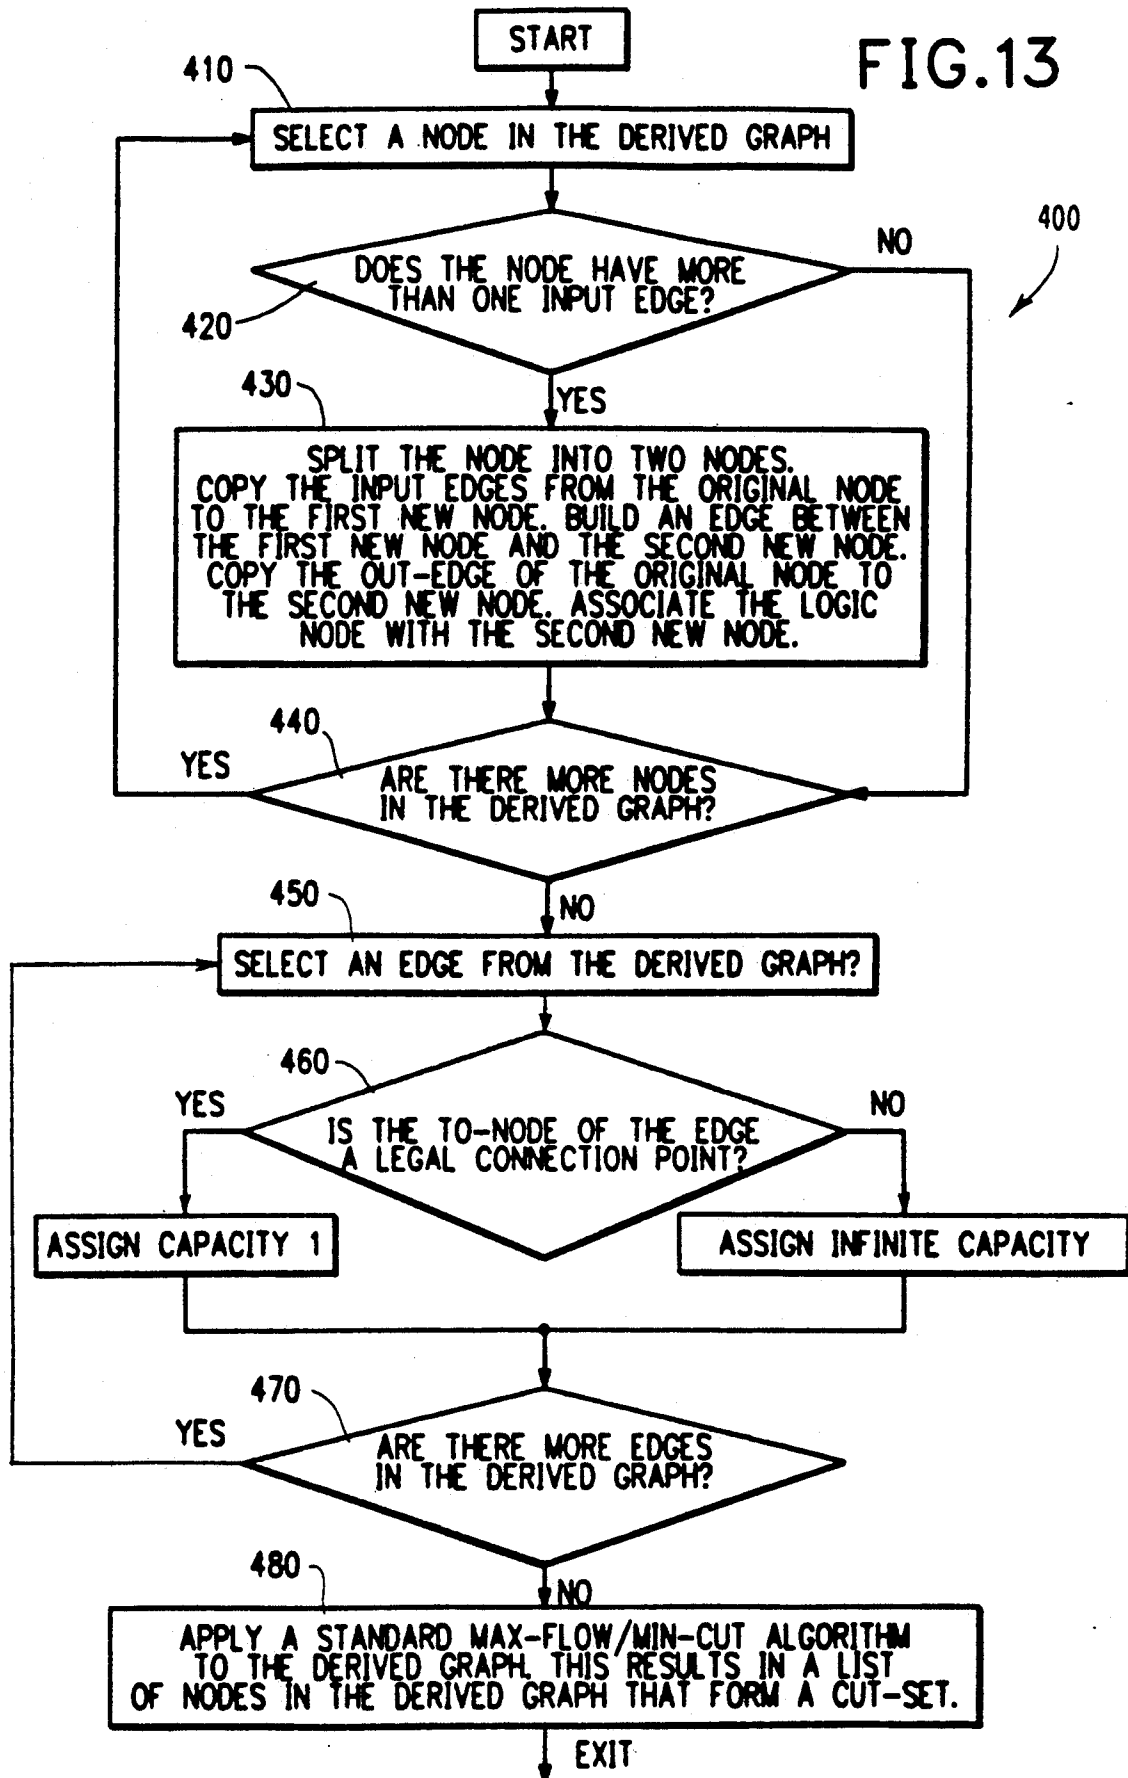 START
FIG.13
410
SELECT A NODE IN THE DERIVED GRAPH
400
NO
DOES THE NODE HAVE MORE
THAN ONE INPUT EDGE?
420
430
YES
SPLIT THE NODE INTO TWO NODES.
COPY THE INPUT EDGES FROM THE ORIGINAL NODE
TO THE FIRST NEW NODE. BUILD AN EDGE BETWEEN
THE FIRST NEW NODE AND THE SECOND NEW NODE.
COPY THE OUT-EDGE OF THE ORIGINAL NODE TO
THE SECOND NEW NODE. ASSOCIATE THE LOGIC
NODE WITH THE SECOND NEW NODE.
440
YES
ARE THERE MORE NODES
IN THE DERIVED GRAPH?
450
NO
SELECT AN EDGE FROM THE DERIVED GRAPH?
460
YES
NO
IS THE TO-NODE OF THE EDGE
A LEGAL CONNECTION POINT?
ASSIGN CAPACITY 1
ASSIGN INFINITE CAPACITY
470
YES
ARE THERE MORE EDGES
IN THE DERIVED GRAPH?
480
NO
APPLY A STANDARD MAX-FLOW/MIN-CUT ALGORITHM
TO THE DERIVED GRAPH. THIS RESULTS IN A LIST
OF NODES IN THE DERIVED GRAPH THAT FORM A CUT-SET.
EXIT